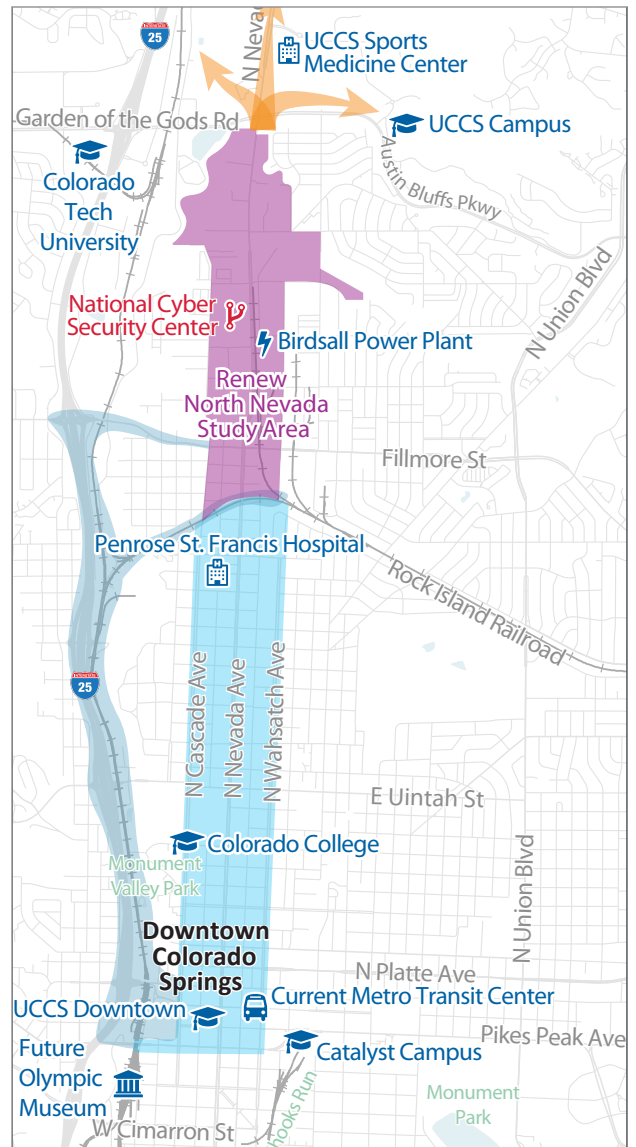 INTERSTATE
25
N Neva
UCCS Sports
Medicine Center
Garden of the Gods Rd
UCCS Campus
Colorado
Tech
University
Austin Bluffs Pkwy
N Union Blvd
National Cyber
Security Center
Birdsall Power Plant
Renew
North Nevada
Study Area
Fillmore St
Penrose St. Francis Hospital
Rock Island Railroad
25
N Cascade Ave
N Nevada Ave
N Wahsatch Ave
E Uintah St
Colorado College
Monument
Valley Park
N Union Blvd
Downtown
Colorado
Springs
N Platte Ave
Current Metro Transit Center
UCCS Downtown
Pikes Peak Ave
Catalyst Campus
Future
Olympic
Museum
hooks Run
Monument
Park
W Cimarron St